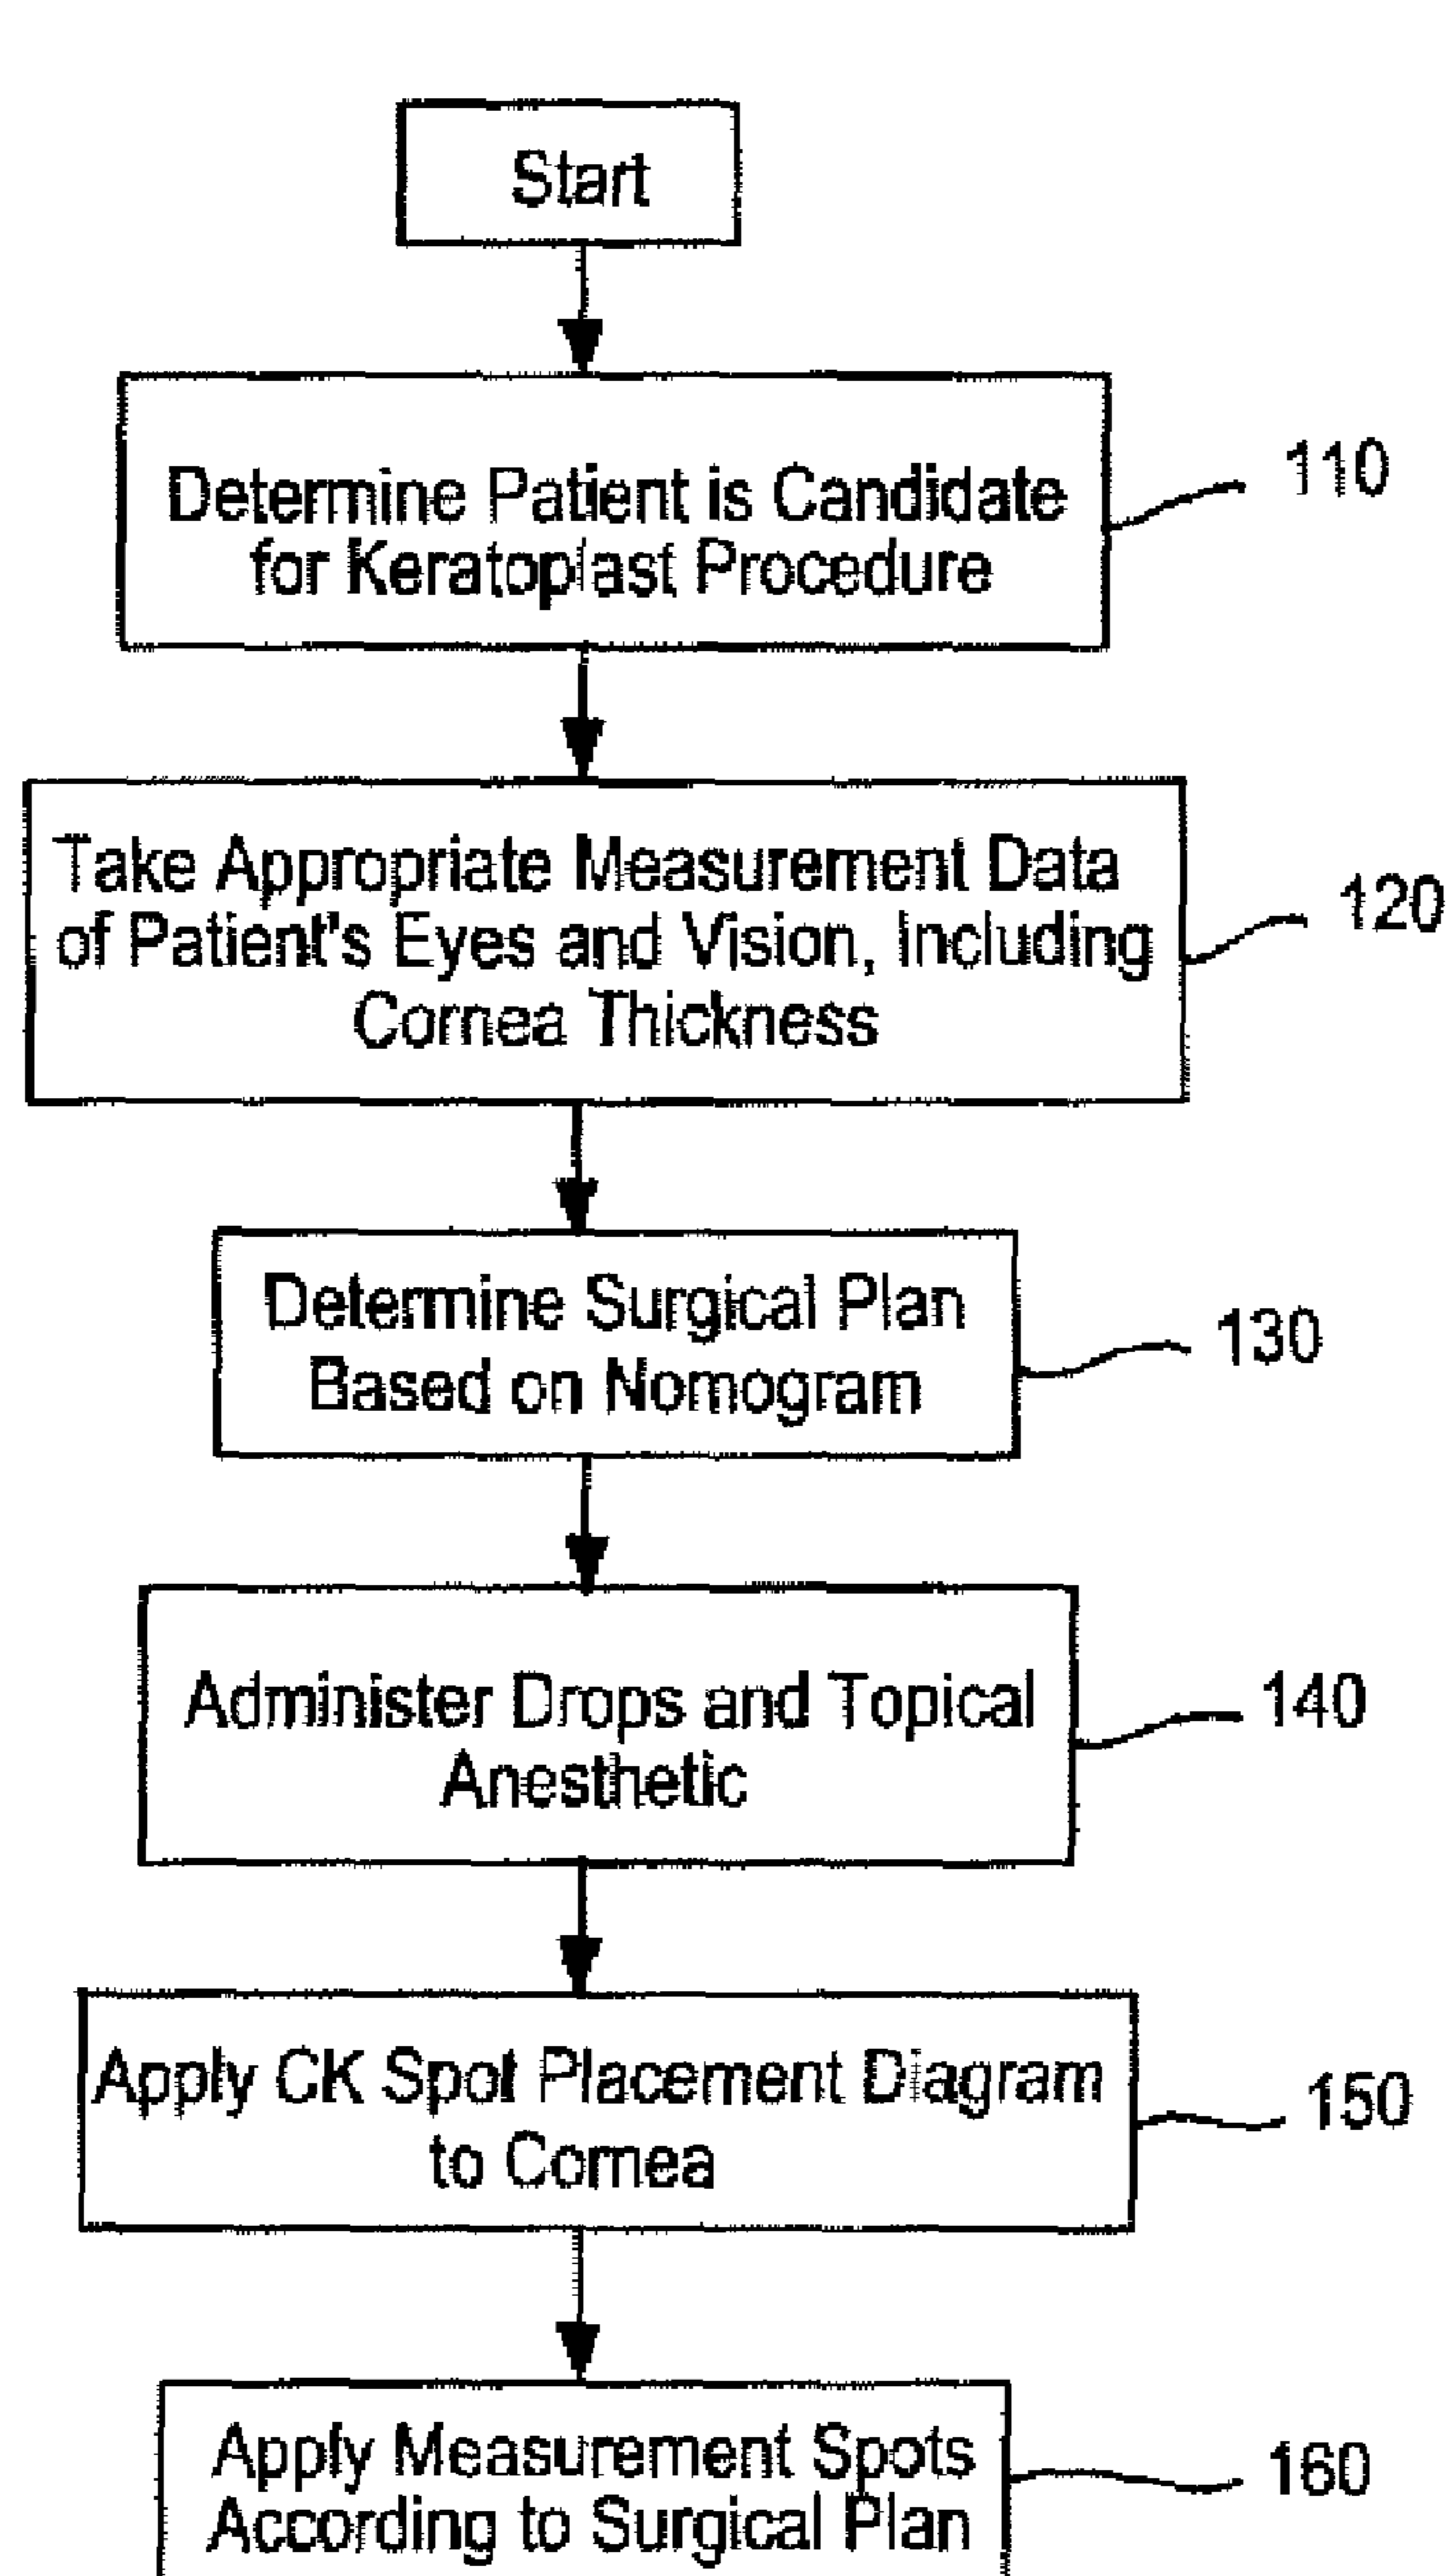 Start
Determine Patient is Candidate
for Keratoplast Procedure
110
Take Appropriate Measurement Data
of Patient's Eyes and Vision, Including
Cornea Thickness
120
Determine Surgical Plan
Based on Nomogram
130
Administer Drops and Topical
Anesthetic
140
Apply CK Spot Placement Diagram
to Cornea
150
Apply Measurement Spots
According to Surgical Plan
160